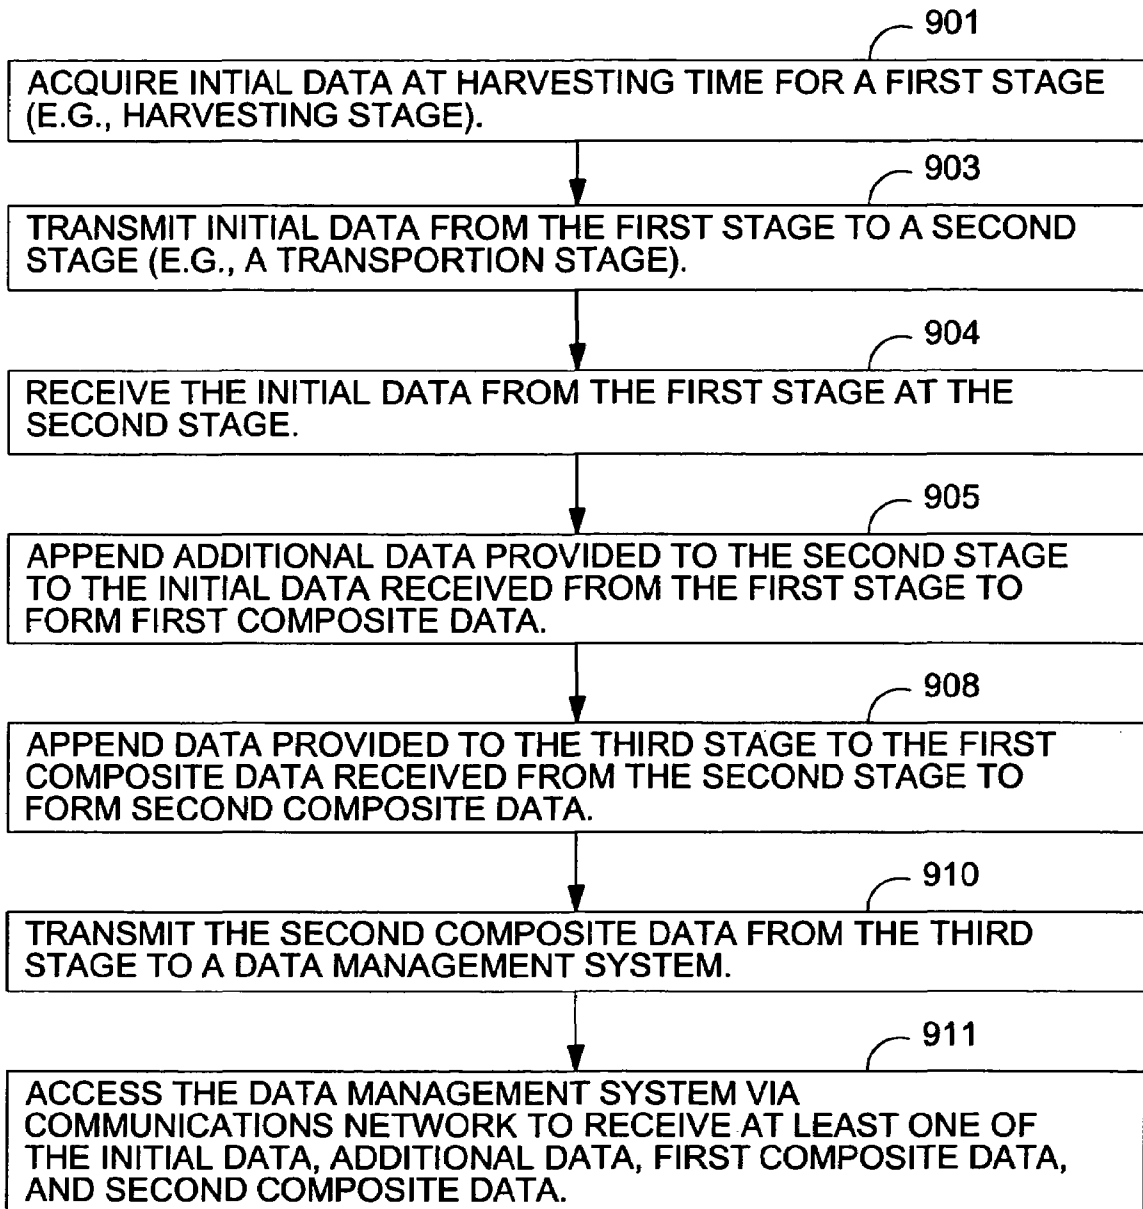 901
ACQUIRE INTIAL DATA AT HARVESTING TIME FOR A FIRST STAGE
(E.G., HARVESTING STAGE).
903
TRANSMIT INITIAL DATA FROM THE FIRST STAGE TO A SECOND
STAGE (E.G., A TRANSPORTION STAGE).
904
RECEIVE THE INITIAL DATA FROM THE FIRST STAGE AT THE
SECOND STAGE.
905
APPEND ADDITIONAL DATA PROVIDED TO THE SECOND STAGE
TO THE INITIAL DATA RECEIVED FROM THE FIRST STAGE TO
FORM FIRST COMPOSITE DATA.
908
APPEND DATA PROVIDED TO THE THIRD STAGE TO THE FIRST
COMPOSITE DATA RECEIVED FROM THE SECOND STAGE TO
FORM SECOND COMPOSITE DATA.
910
TRANSMIT THE SECOND COMPOSITE DATA FROM THE THIRD
STAGE TO A DATA MANAGEMENT SYSTEM.
911
ACCESS THE DATA MANAGEMENT SYSTEM VIA
COMMUNICATIONS NETWORK TO RECEIVE AT LEAST ONE OF
THE INITIAL DATA, ADDITIONAL DATA, FIRST COMPOSITE DATA,
AND SECOND COMPOSITE DATA.